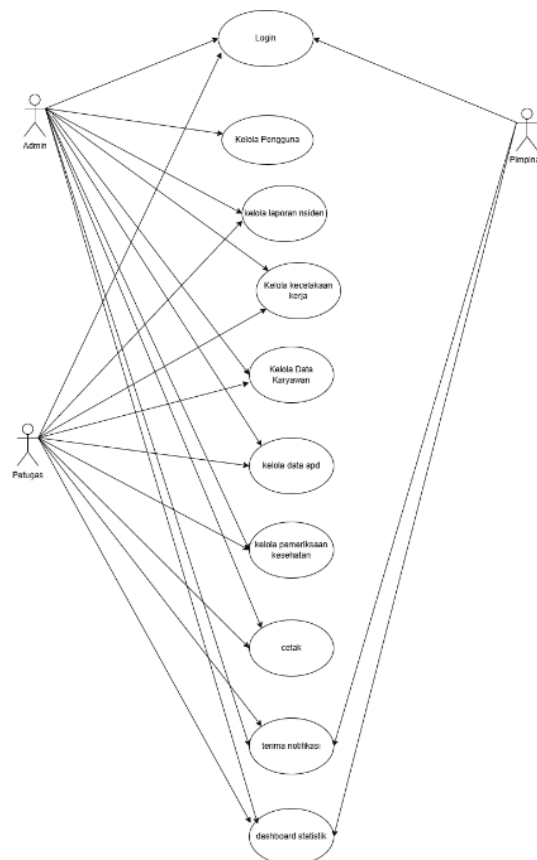 Login
Admin
Kelola Pengguna
Pimpina
kelola laporan nsiden
Kelola kecelakaan
kerja
Kelola Data
Karyawan
Petugas
kelola data apd
kelola pemeriksaan
kesehatan
cetak
terima notifikasi
dashboard statistik